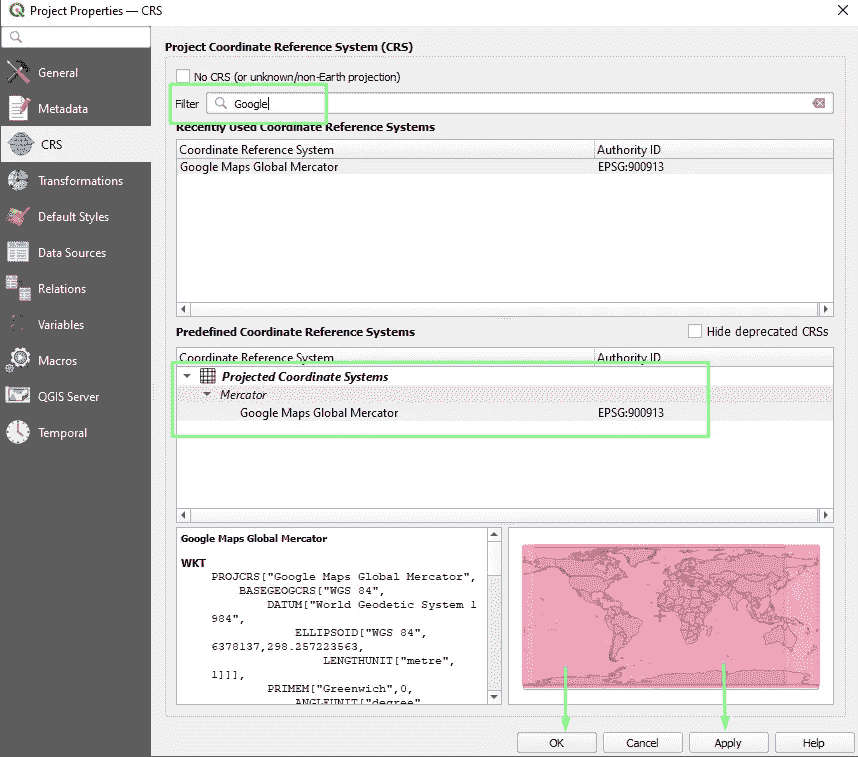 Project Properties — CRS
Project Coordinate Reference System (CRS)
No CRS (or unknown/non-Earth projection)
General
Metadata
CRS
Transformations
Default Styles
Data Sources
Relations
Variables
Macros
QGIS Server
Temporal
Filter Google
Recently Used Coordinate Reference Systems
Coordinate Reference System Authority ID
Google Maps Global Mercator EPSG:900913
Predefined Coordinate Reference Systems Hide deprecated CRSs
Coordinate Reference System Authority ID
Projected Coordinate Systems
Mercator
Google Maps Global Mercator EPSG:900913
Google Maps Global Mercator
WKT
PROJCRS["Google Maps Global Mercator",
BASEGEOGCRS["WGS 84",
DATUM["World Geodetic System 1
984",
ELLIPSOID["WGS 84",
6378137,298.257223563,
LENGTHUNIT["metre",
1]]],
PRIMEM["Greenwich",0,
ANGLEUNIT["degree"
OK Cancel Apply Help